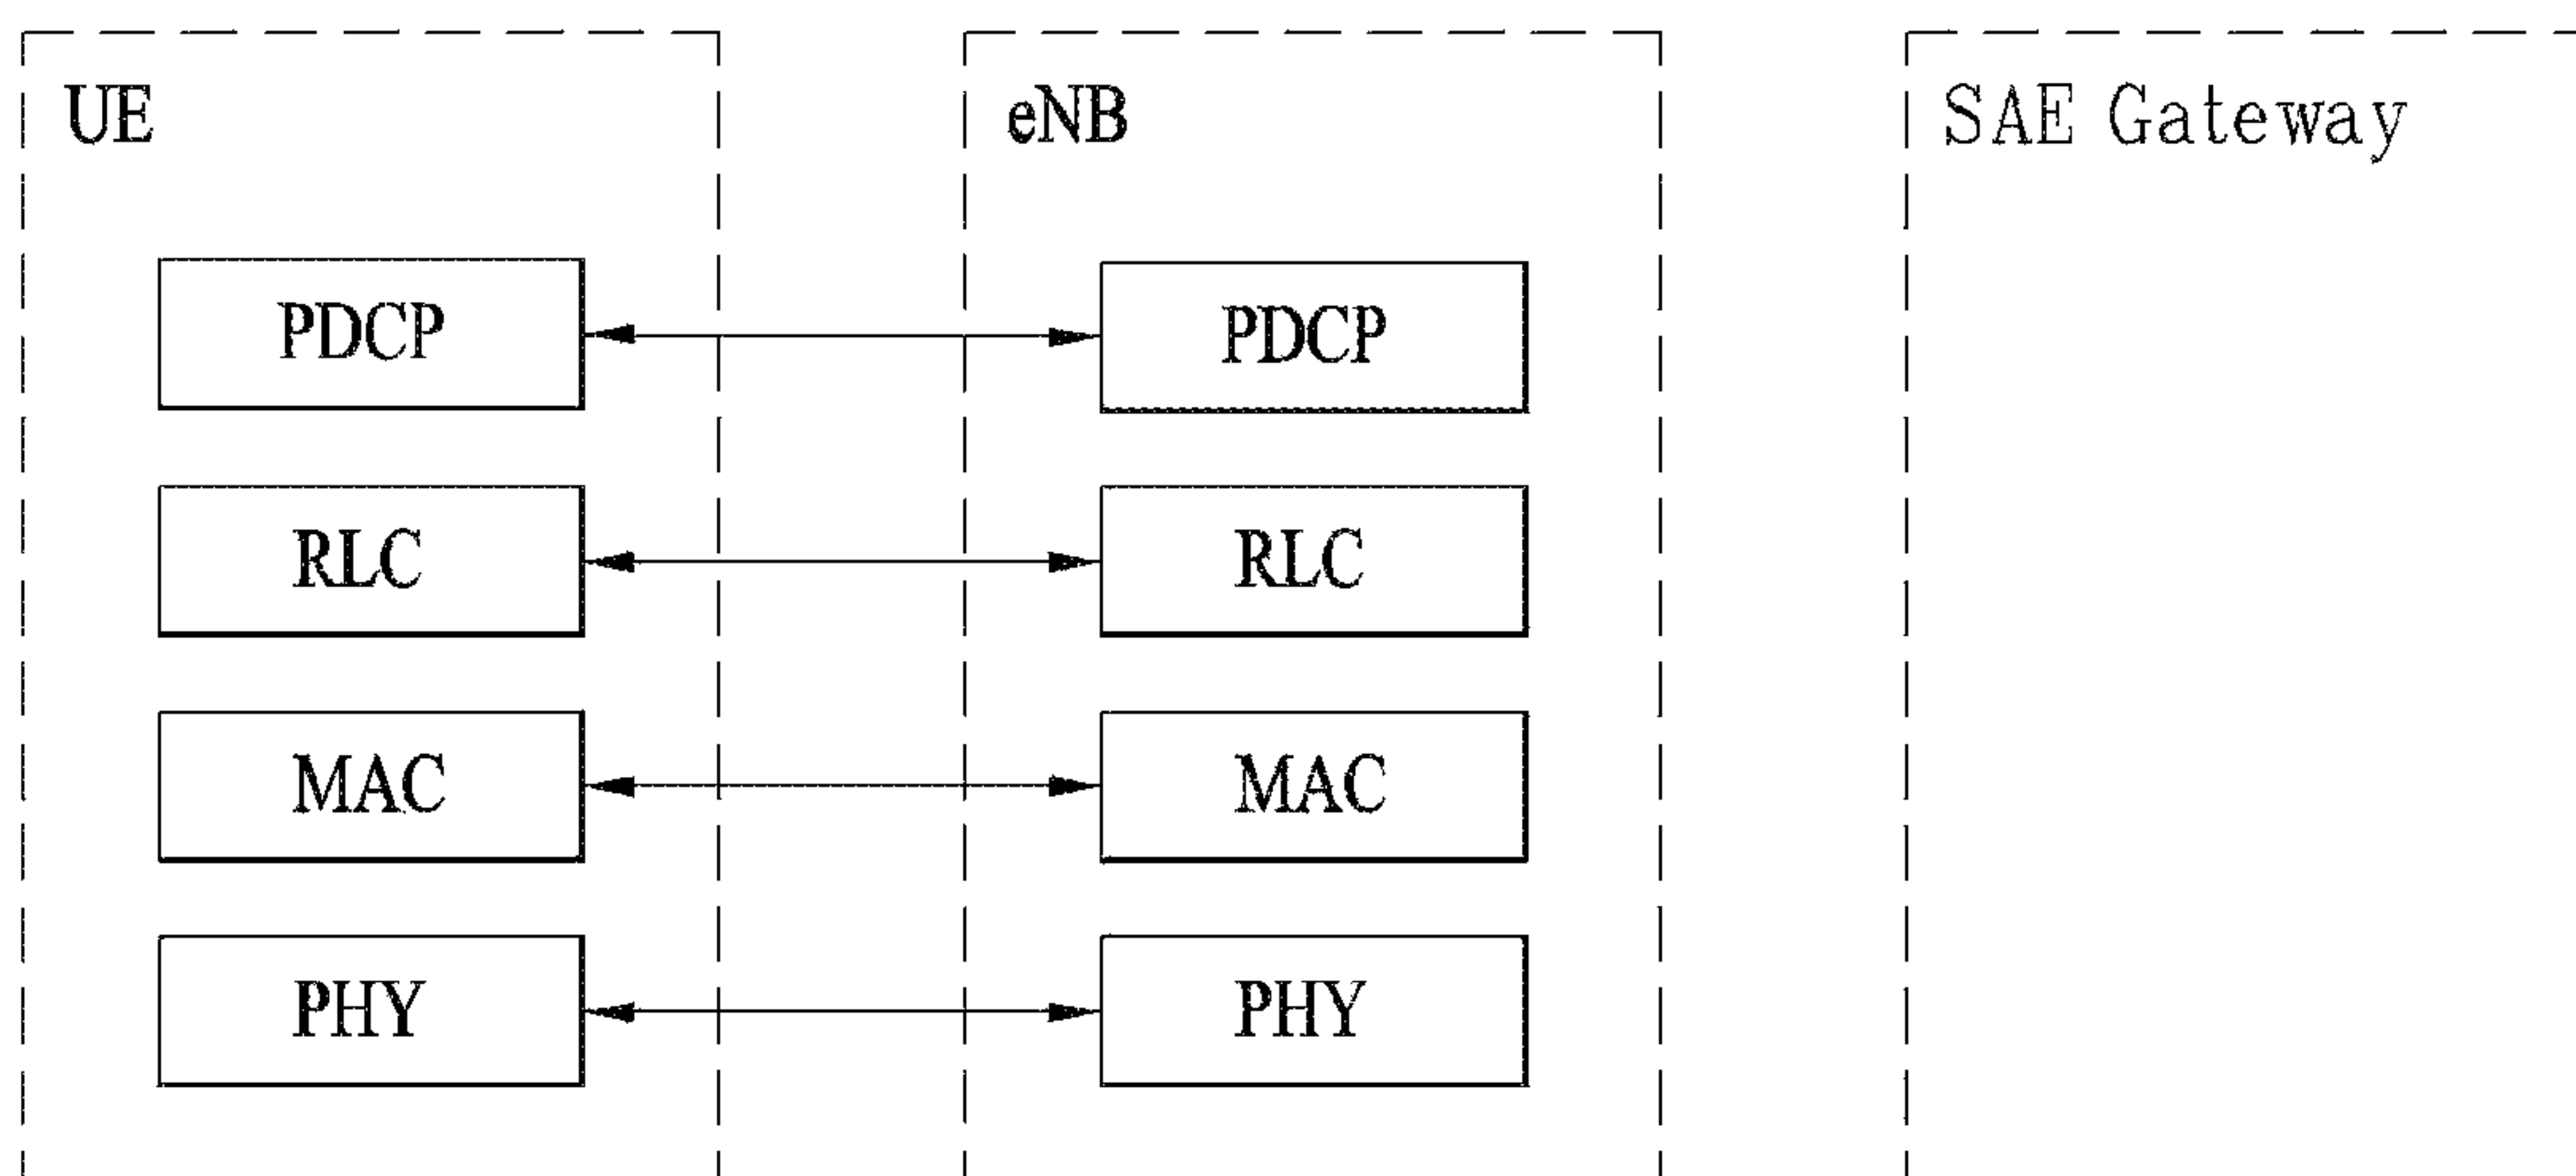 UE
eNB
SAE Gateway
PDCP
PDCP
RLC
RLC
MAC
MAC
PHY
PHY